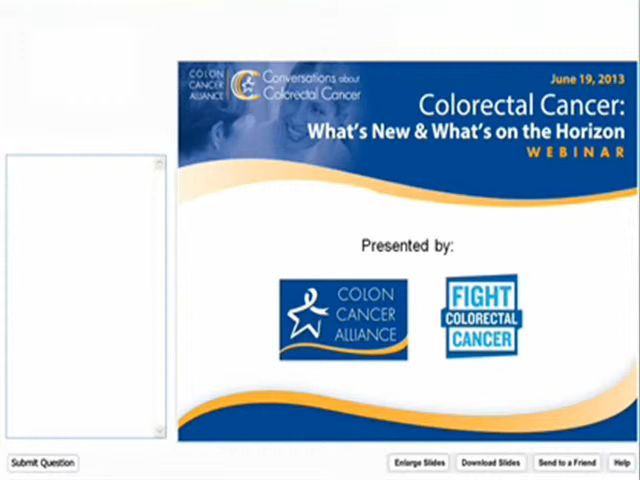 COLON
CANCER
ALLIANCE
Conversations about
Colorectal Cancer
June 19, 2013
Colorectal Cancer:
What's New & What's on the Horizon
WEBINAR
Presented by:
COLON
CANCER
ALLIANCE
FIGHT
COLORECTAL
CANCER
Submit Question
Enlarge Slides
Download Slides
Send to a Friend
Help